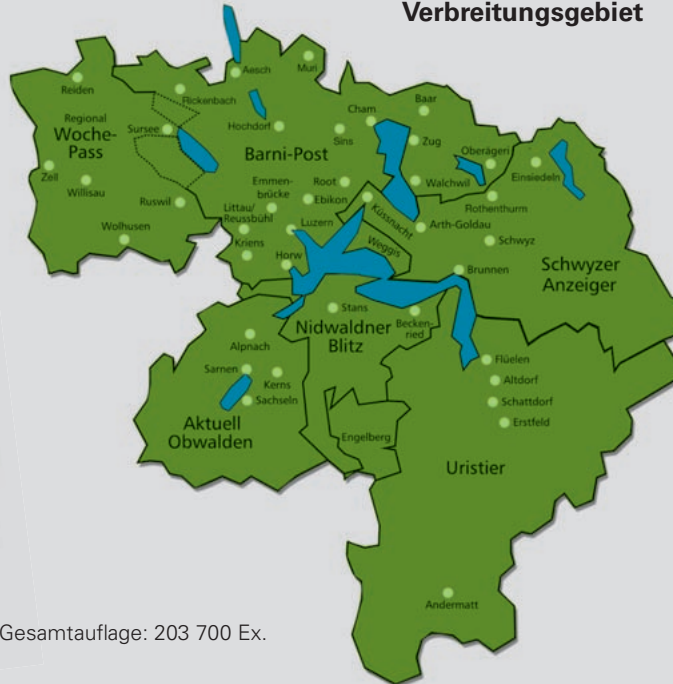 Verbreitungsgebiet
Aesch
Muri
Reiden
Rickenbach
Baar
Regional
Woche-
Pass
Sursee
Hochdorf
Cham
Sins
Zug
Oberägeri
Barni-Post
Einsiedeln
Zell
Willisau
Emmen-
brücke
Root
Walchwil
Ruswil
Littau/
Reussbühl
Ebikon
Küssnacht
Rothenthurm
Wolhusen
Luzern
Arth-Goldau
Kriens
Weggis
Schwyz
Horw
Brunnen
Schwyzer
Anzeiger
Stans
Nidwaldner
Blitz
Becken-
ried
Alpnach
Flüelen
Sarnen
Kerns
Altdorf
Sachseln
Schattdorf
Aktuell
Obwalden
Erstfeld
Engelberg
Uristier
Andermatt
Gesamtauflage: 203 700 Ex.